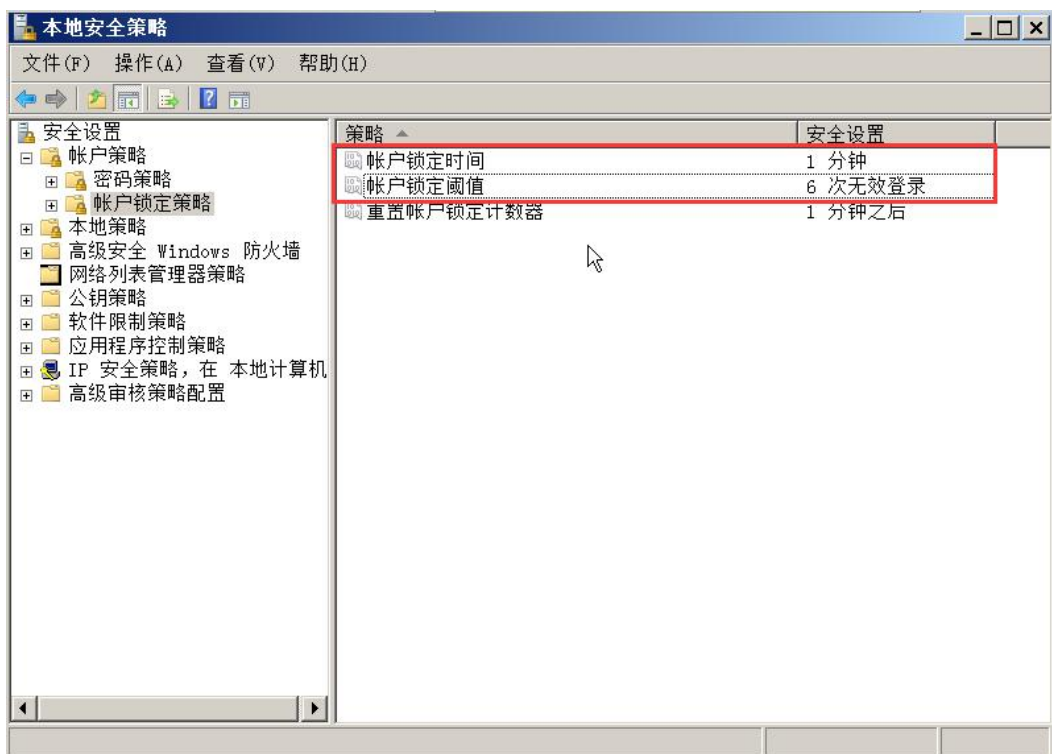 本地安全策略
文件(F) 操作(A) 查看(V) 帮助(H)
安全设置
帐户策略
密码策略
帐户锁定策略
本地策略
高级安全 Windows 防火墙
网络列表管理器策略
公钥策略
软件限制策略
应用程序控制策略
IP 安全策略，在 本地计算机
高级审核策略配置
策略 安全设置
帐户锁定时间 1 分钟
帐户锁定阈值 6 次无效登录
重置帐户锁定计数器 1 分钟之后